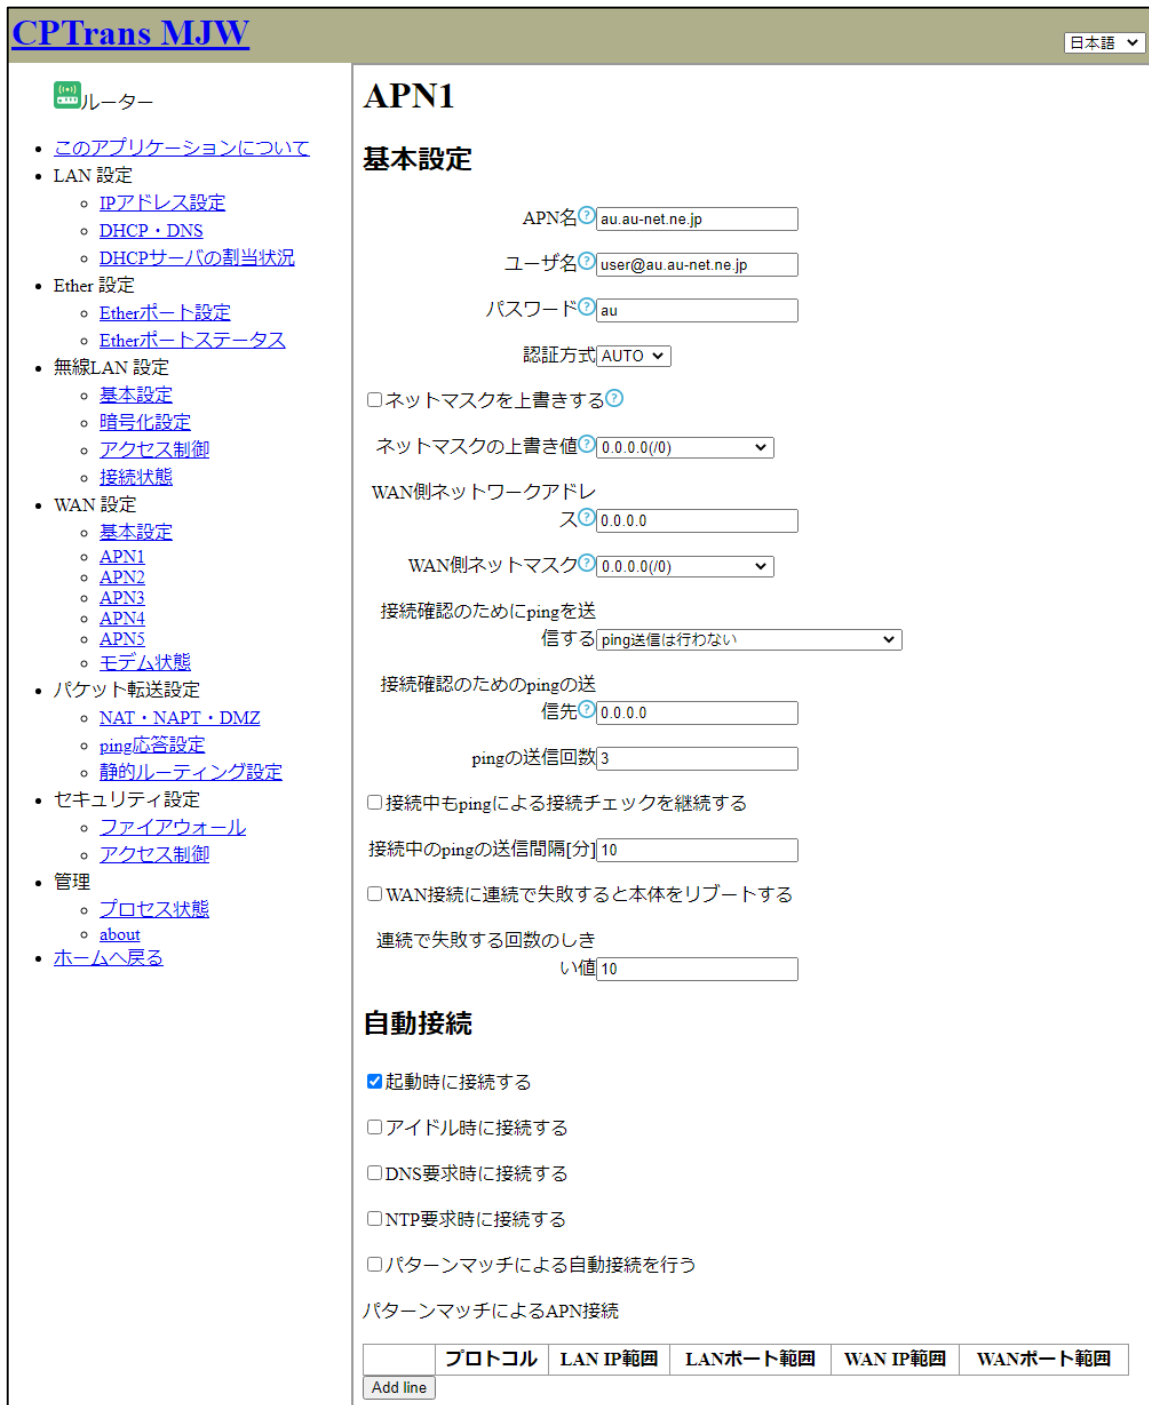 CPTrans MJW
日本語
ルーター
このアプリケーションについて
LAN 設定
IPアドレス設定
DHCP・DNS
DHCPサーバの割当状況
Ether 設定
Etherポート設定
Etherポートステータス
無線LAN 設定
基本設定
暗号化設定
アクセス制御
接続状態
WAN 設定
基本設定
APN1
APN2
APN3
APN4
APN5
モデム状態
パケット転送設定
NAT・NAPT・DMZ
ping応答設定
静的ルーティング設定
セキュリティ設定
ファイアウォール
アクセス制御
管理
プロセス状態
about
ホームへ戻る
APN1
基本設定
APN名 au.au-net.ne.jp
ユーザ名 user@au.au-net.ne.jp
パスワード au
認証方式 AUTO
ネットマスクを上書きする
ネットマスクの上書き値 0.0.0.0(/0)
WAN側ネットワークアドレ
ス 0.0.0.0
WAN側ネットマスク 0.0.0.0(/0)
接続確認のためにpingを送
信する ping送信は行わない
接続確認のためのpingの送
信先 0.0.0.0
pingの送信回数 3
接続中もpingによる接続チェックを継続する
接続中のpingの送信間隔[分] 10
WAN接続に連続で失敗すると本体をリブートする
連続で失敗する回数のしき
い値 10
自動接続
起動時に接続する
アイドル時に接続する
DNS要求時に接続する
NTP要求時に接続する
パターンマッチによる自動接続を行う
パターンマッチによるAPN接続
プロトコル LAN IP範囲 LANポート範囲 WAN IP範囲 WANポート範囲
Add line